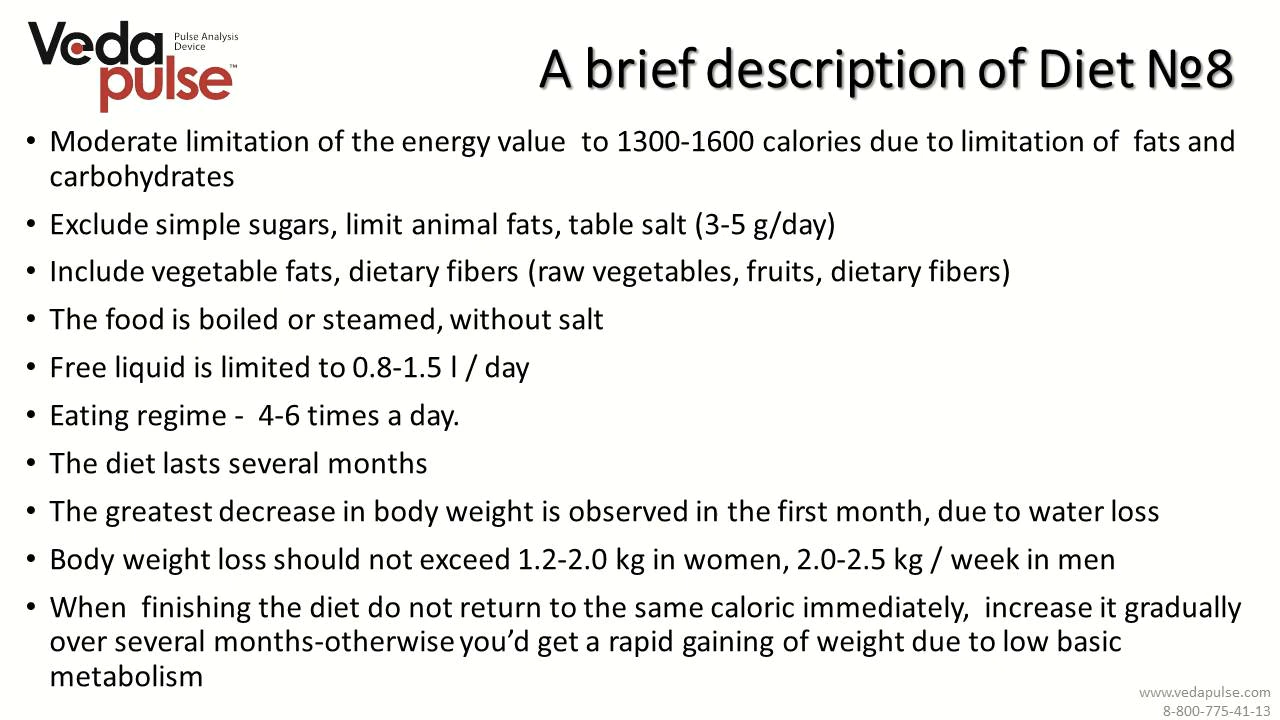 Veda
pulse™
Pulse Analysis
Device
A brief description of Diet №8
• Moderate limitation of the energy value  to 1300-1600 calories due to limitation of  fats and
carbohydrates
• Exclude simple sugars, limit animal fats, table salt (3-5 g/day)
• Include vegetable fats, dietary fibers (raw vegetables, fruits, dietary fibers)
• The food is boiled or steamed, without salt
• Free liquid is limited to 0.8-1.5 l / day
• Eating regime -  4-6 times a day.
• The diet lasts several months
• The greatest decrease in body weight is observed in the first month, due to water loss
• Body weight loss should not exceed 1.2-2.0 kg in women, 2.0-2.5 kg / week in men
• When  finishing the diet do not return to the same caloric immediately,  increase it gradually
over several months-otherwise you’d get a rapid gaining of weight due to low basic
metabolism
www.vedapulse.com
8-800-775-41-13